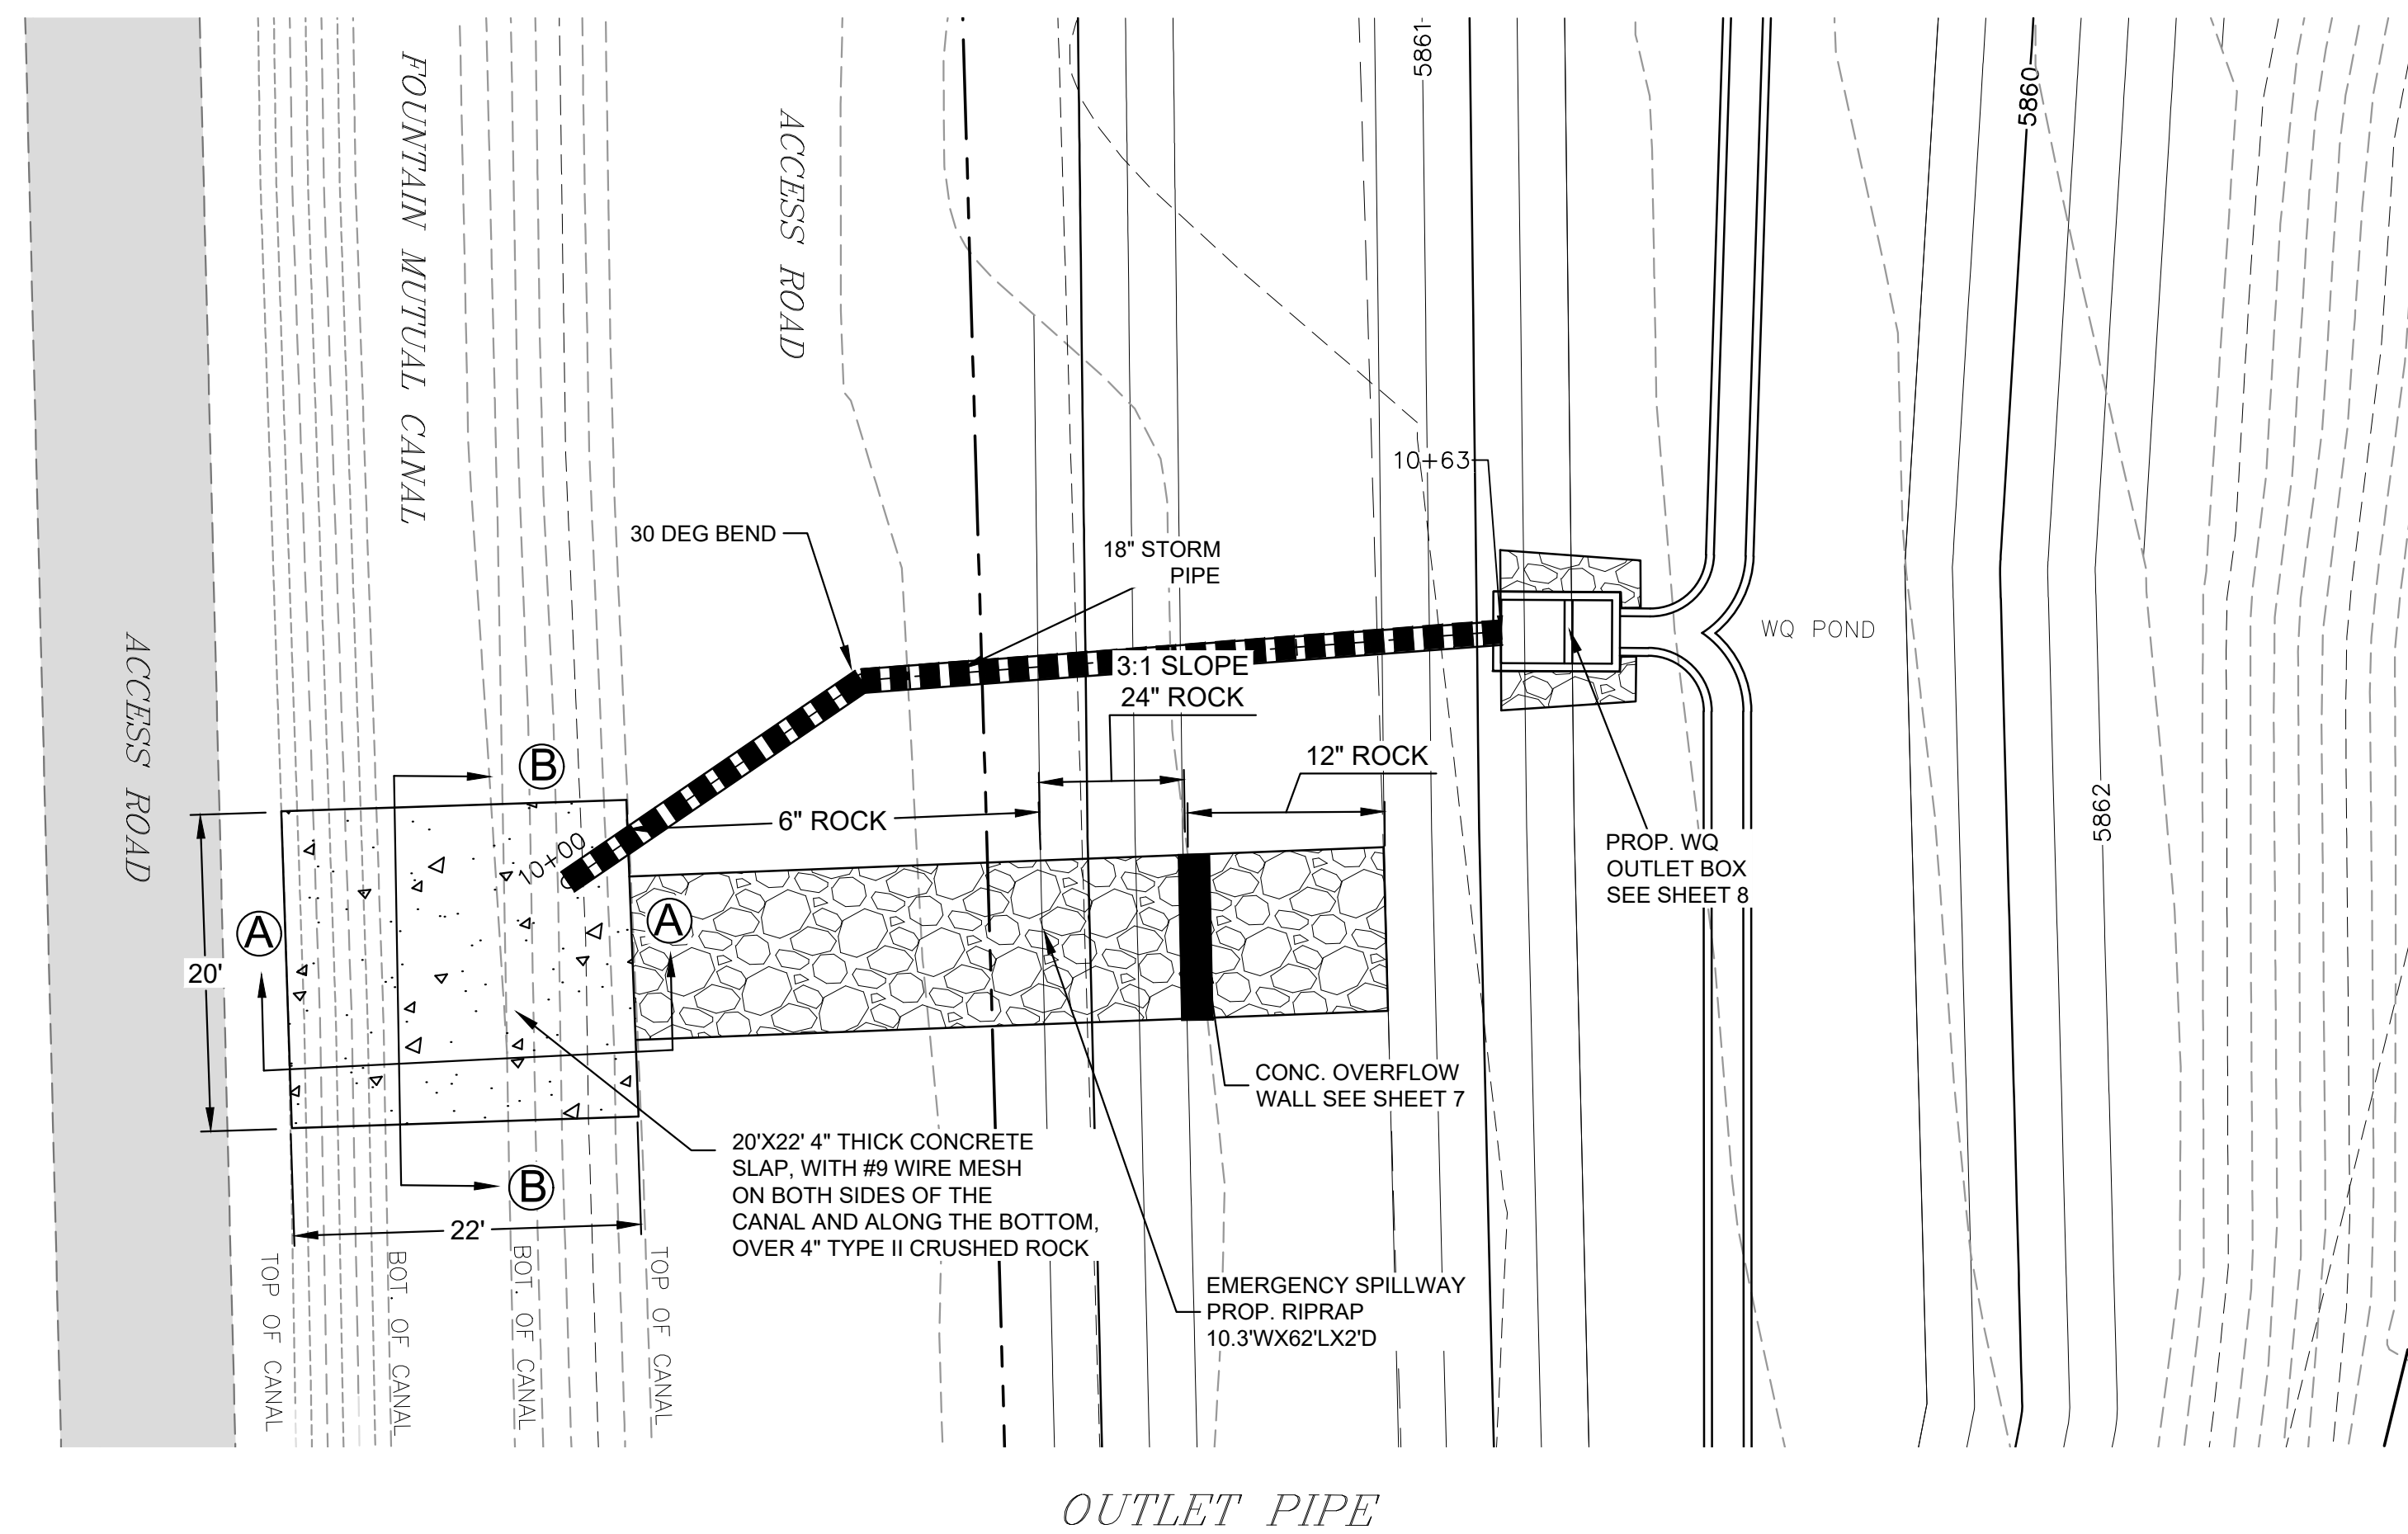 FOUNTAIN MUTUAL CANAL
ACCESS ROAD
5861
5860
10+63
30 DEG BEND
18" STORM
PIPE
WQ POND
ACCESS ROAD
3:1 SLOPE
24" ROCK
12" ROCK
B
6" ROCK
10+00
5862
PROP. WQ
OUTLET BOX
SEE SHEET 8
A
A
20'
CONC. OVERFLOW
WALL SEE SHEET 7
20'X22' 4" THICK CONCRETE
SLAP, WITH #9 WIRE MESH
ON BOTH SIDES OF THE
CANAL AND ALONG THE BOTTOM,
OVER 4" TYPE II CRUSHED ROCK
B
22'
EMERGENCY SPILLWAY
PROP. RIPRAP
10.3'WX62'LX2'D
TOP OF CANAL
BOT. OF CANAL
BOT. OF CANAL
TOP OF CANAL
OUTLET PIPE